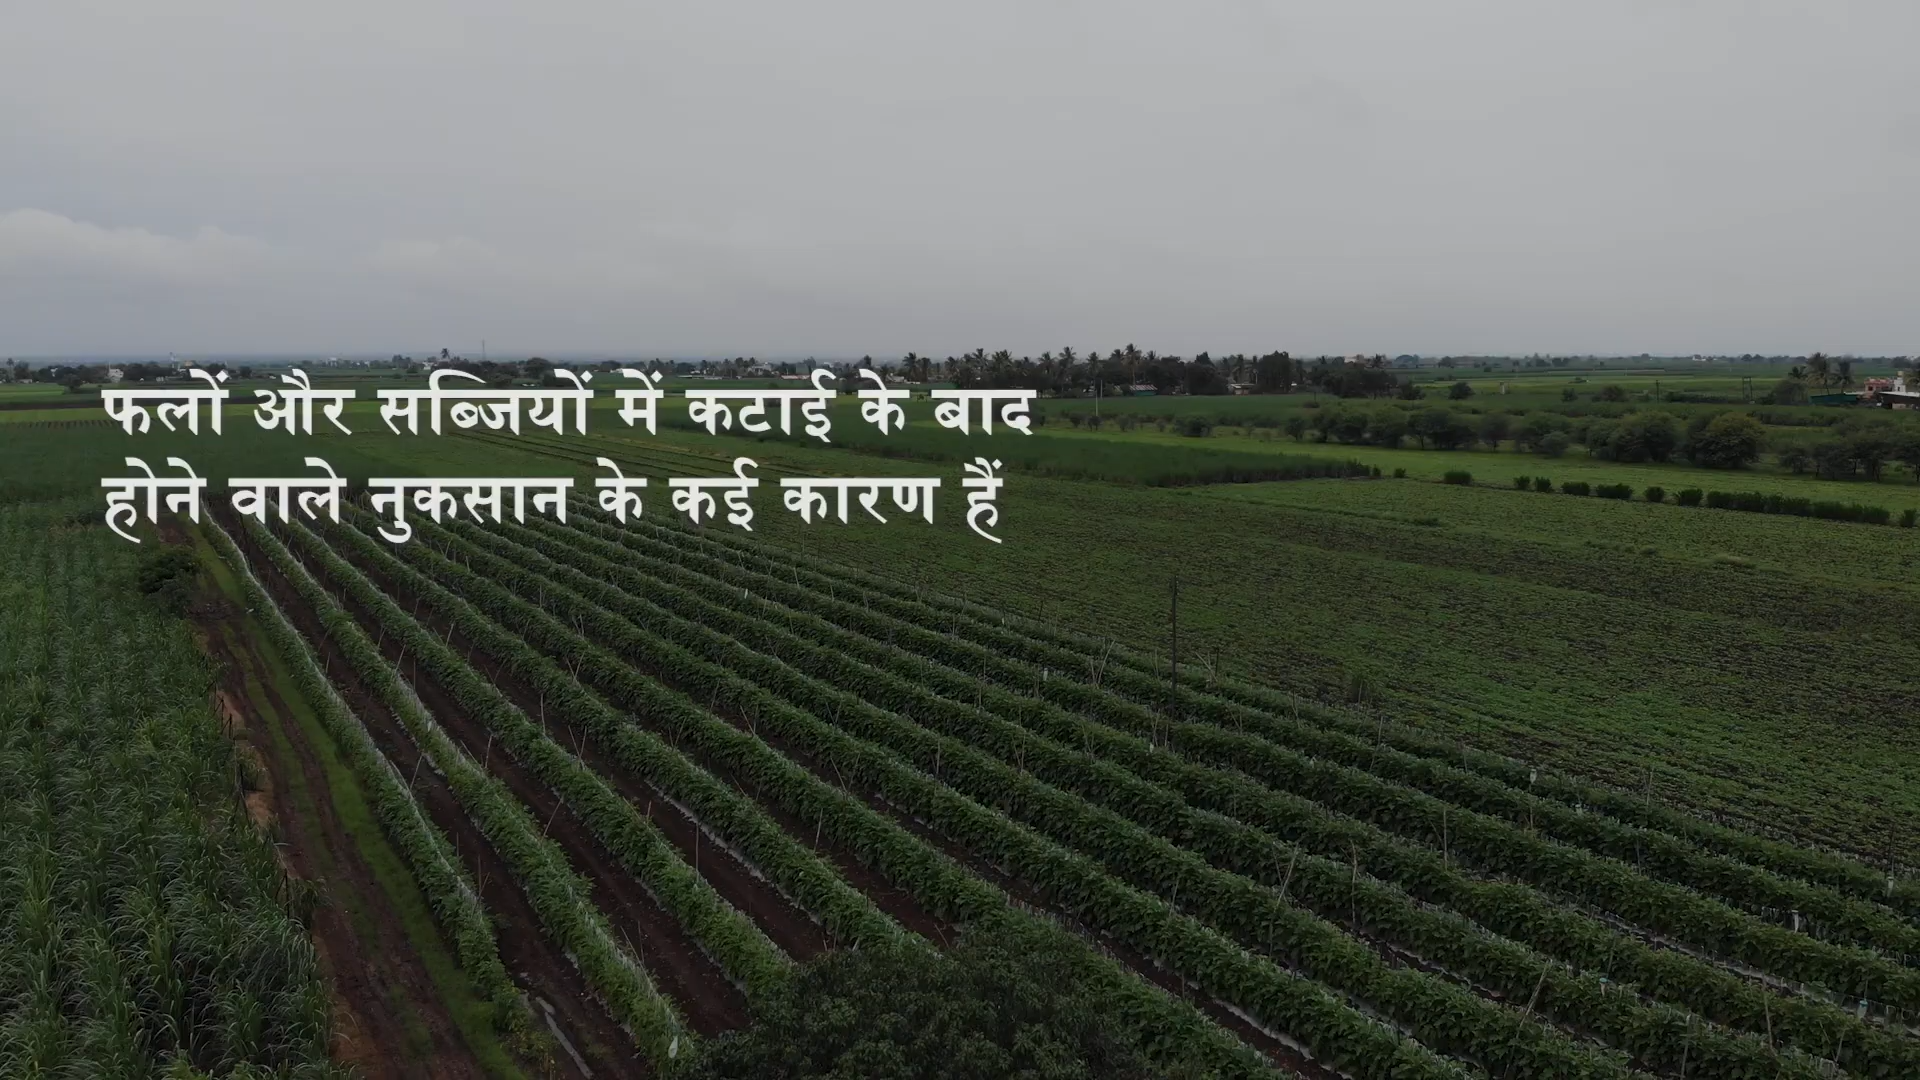 फलों और सब्जियों में कटाई के बाद
होने वाले नुकसान के कई कारण हैं